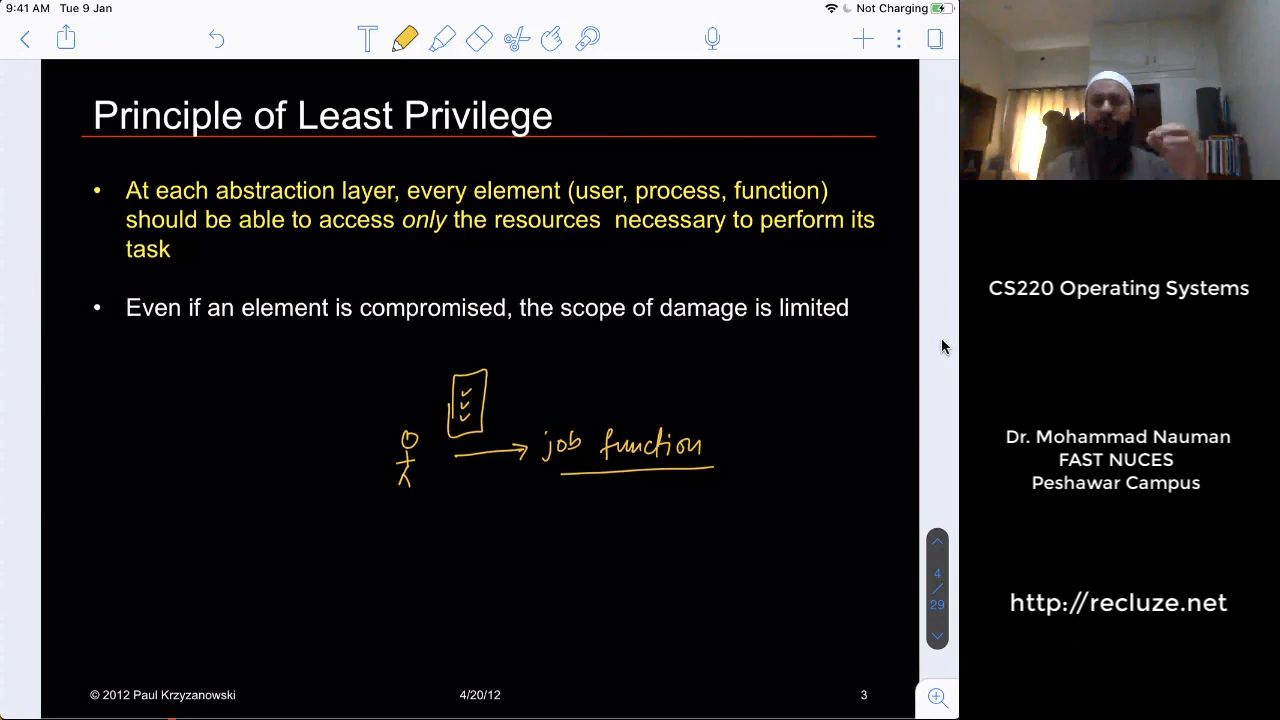 9:41 AM Tue 9 Jan
Not Charging
Principle of Least Privilege
• At each abstraction layer, every element (user, process, function)
should be able to access only the resources necessary to perform its
task
• Even if an element is compromised, the scope of damage is limited
job function
4
/
29
© 2012 Paul Krzyzanowski
4/20/12
3
CS220 Operating Systems
Dr. Mohammad Nauman
FAST NUCES
Peshawar Campus
http://recluze.net